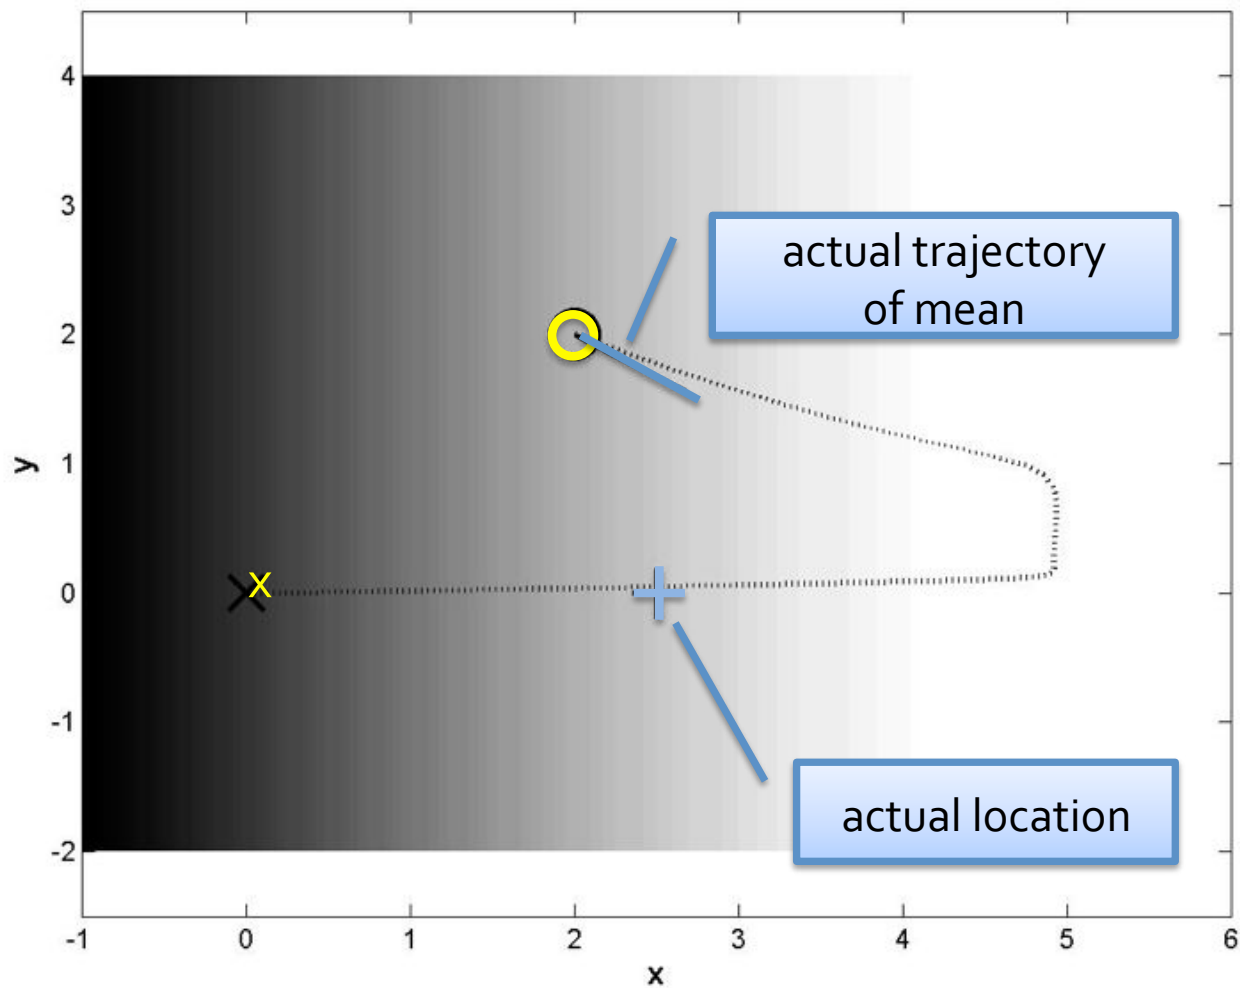 4
3
2
1
0
-1
-2
y
actual trajectory
of mean
X
actual location
-1 0 1 2 3 4 5 6
x